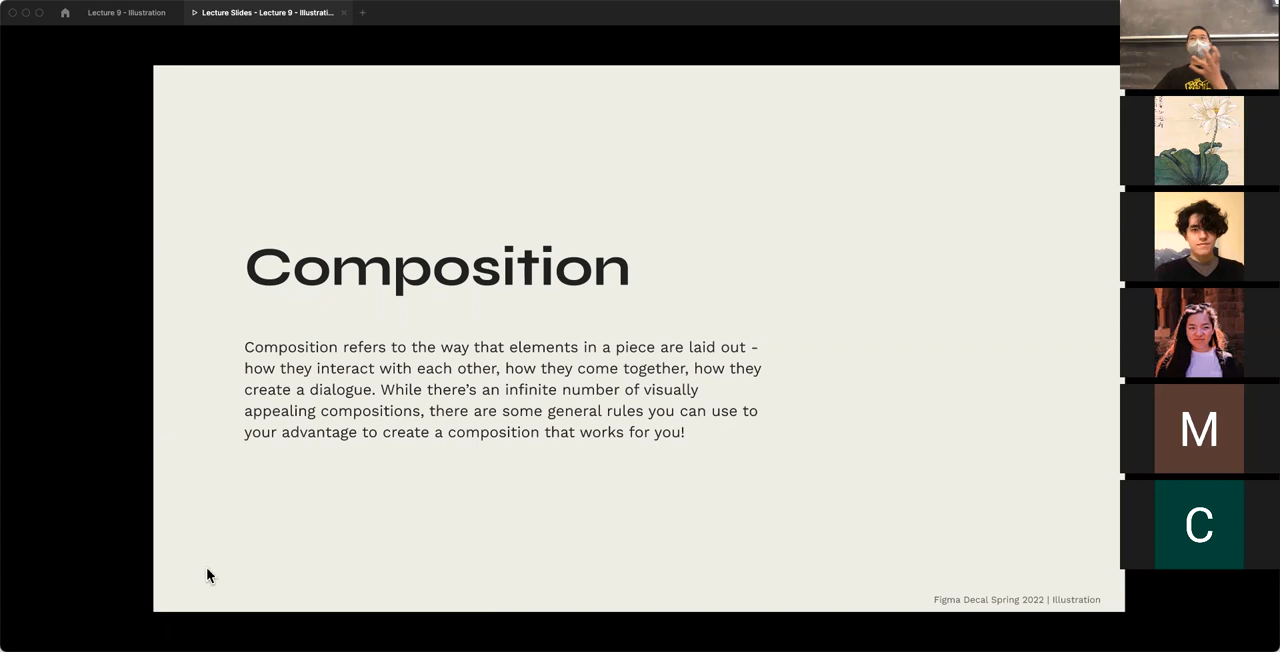 Lecture 9 - Illustration
Lecture Slides - Lecture 9 - Illustrati...
Composition
Composition refers to the way that elements in a piece are laid out -
how they interact with each other, how they come together, how they
create a dialogue. While there’s an infinite number of visually
appealing compositions, there are some general rules you can use to
your advantage to create a composition that works for you!
Figma Decal Spring 2022 | Illustration
M
C